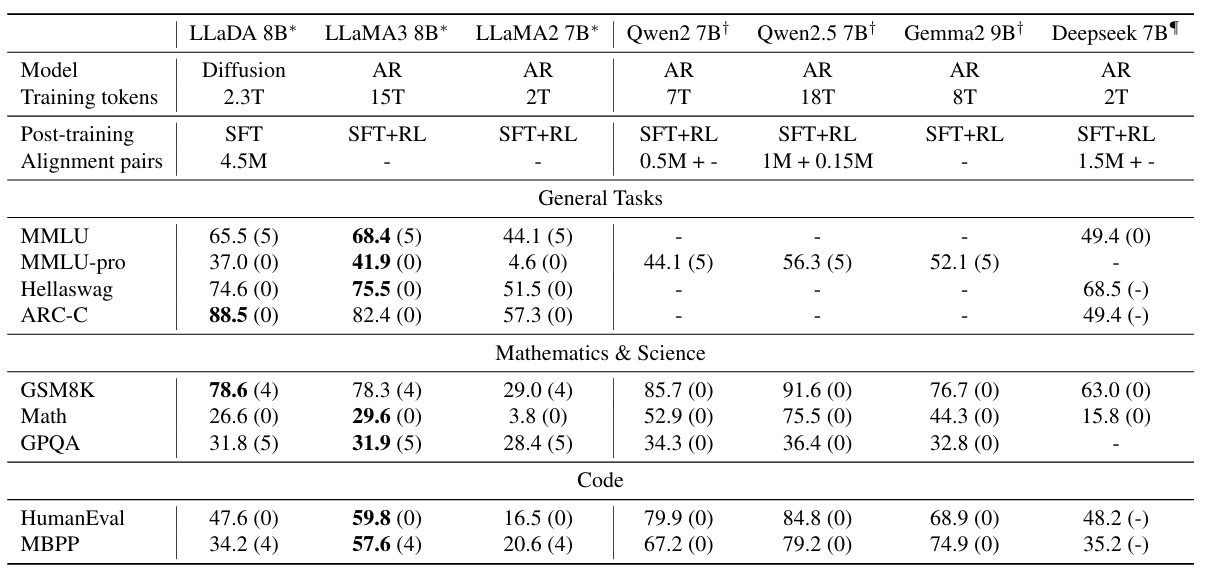 LLaDA 8B* LLaMA3 8B* LLaMA2 7B* Qwen2 7B† Qwen2.5 7B† Gemma2 9B† Deepseek 7B¶
Model Diffusion AR AR AR AR AR AR
Training tokens 2.3T 15T 2T 7T 18T 8T 2T
Post-training SFT SFT+RL SFT+RL SFT+RL SFT+RL SFT+RL SFT+RL
Alignment pairs 4.5M - - 0.5M + - 1M + 0.15M - 1.5M + -
General Tasks
MMLU 65.5 (5) 68.4 (5) 44.1 (5) - - - 49.4 (0)
MMLU-pro 37.0 (0) 41.9 (0) 4.6 (0) 44.1 (5) 56.3 (5) 52.1 (5) -
Hellaswag 74.6 (0) 75.5 (0) 51.5 (0) - - - 68.5 (-)
ARC-C 88.5 (0) 82.4 (0) 57.3 (0) - - - 49.4 (-)
Mathematics & Science
GSM8K 78.6 (4) 78.3 (4) 29.0 (4) 85.7 (0) 91.6 (0) 76.7 (0) 63.0 (0)
Math 26.6 (0) 29.6 (0) 3.8 (0) 52.9 (0) 75.5 (0) 44.3 (0) 15.8 (0)
GPQA 31.8 (5) 31.9 (5) 28.4 (5) 34.3 (0) 36.4 (0) 32.8 (0) -
Code
HumanEval 47.6 (0) 59.8 (0) 16.5 (0) 79.9 (0) 84.8 (0) 68.9 (0) 48.2 (-)
MBPP 34.2 (4) 57.6 (4) 20.6 (4) 67.2 (0) 79.2 (0) 74.9 (0) 35.2 (-)